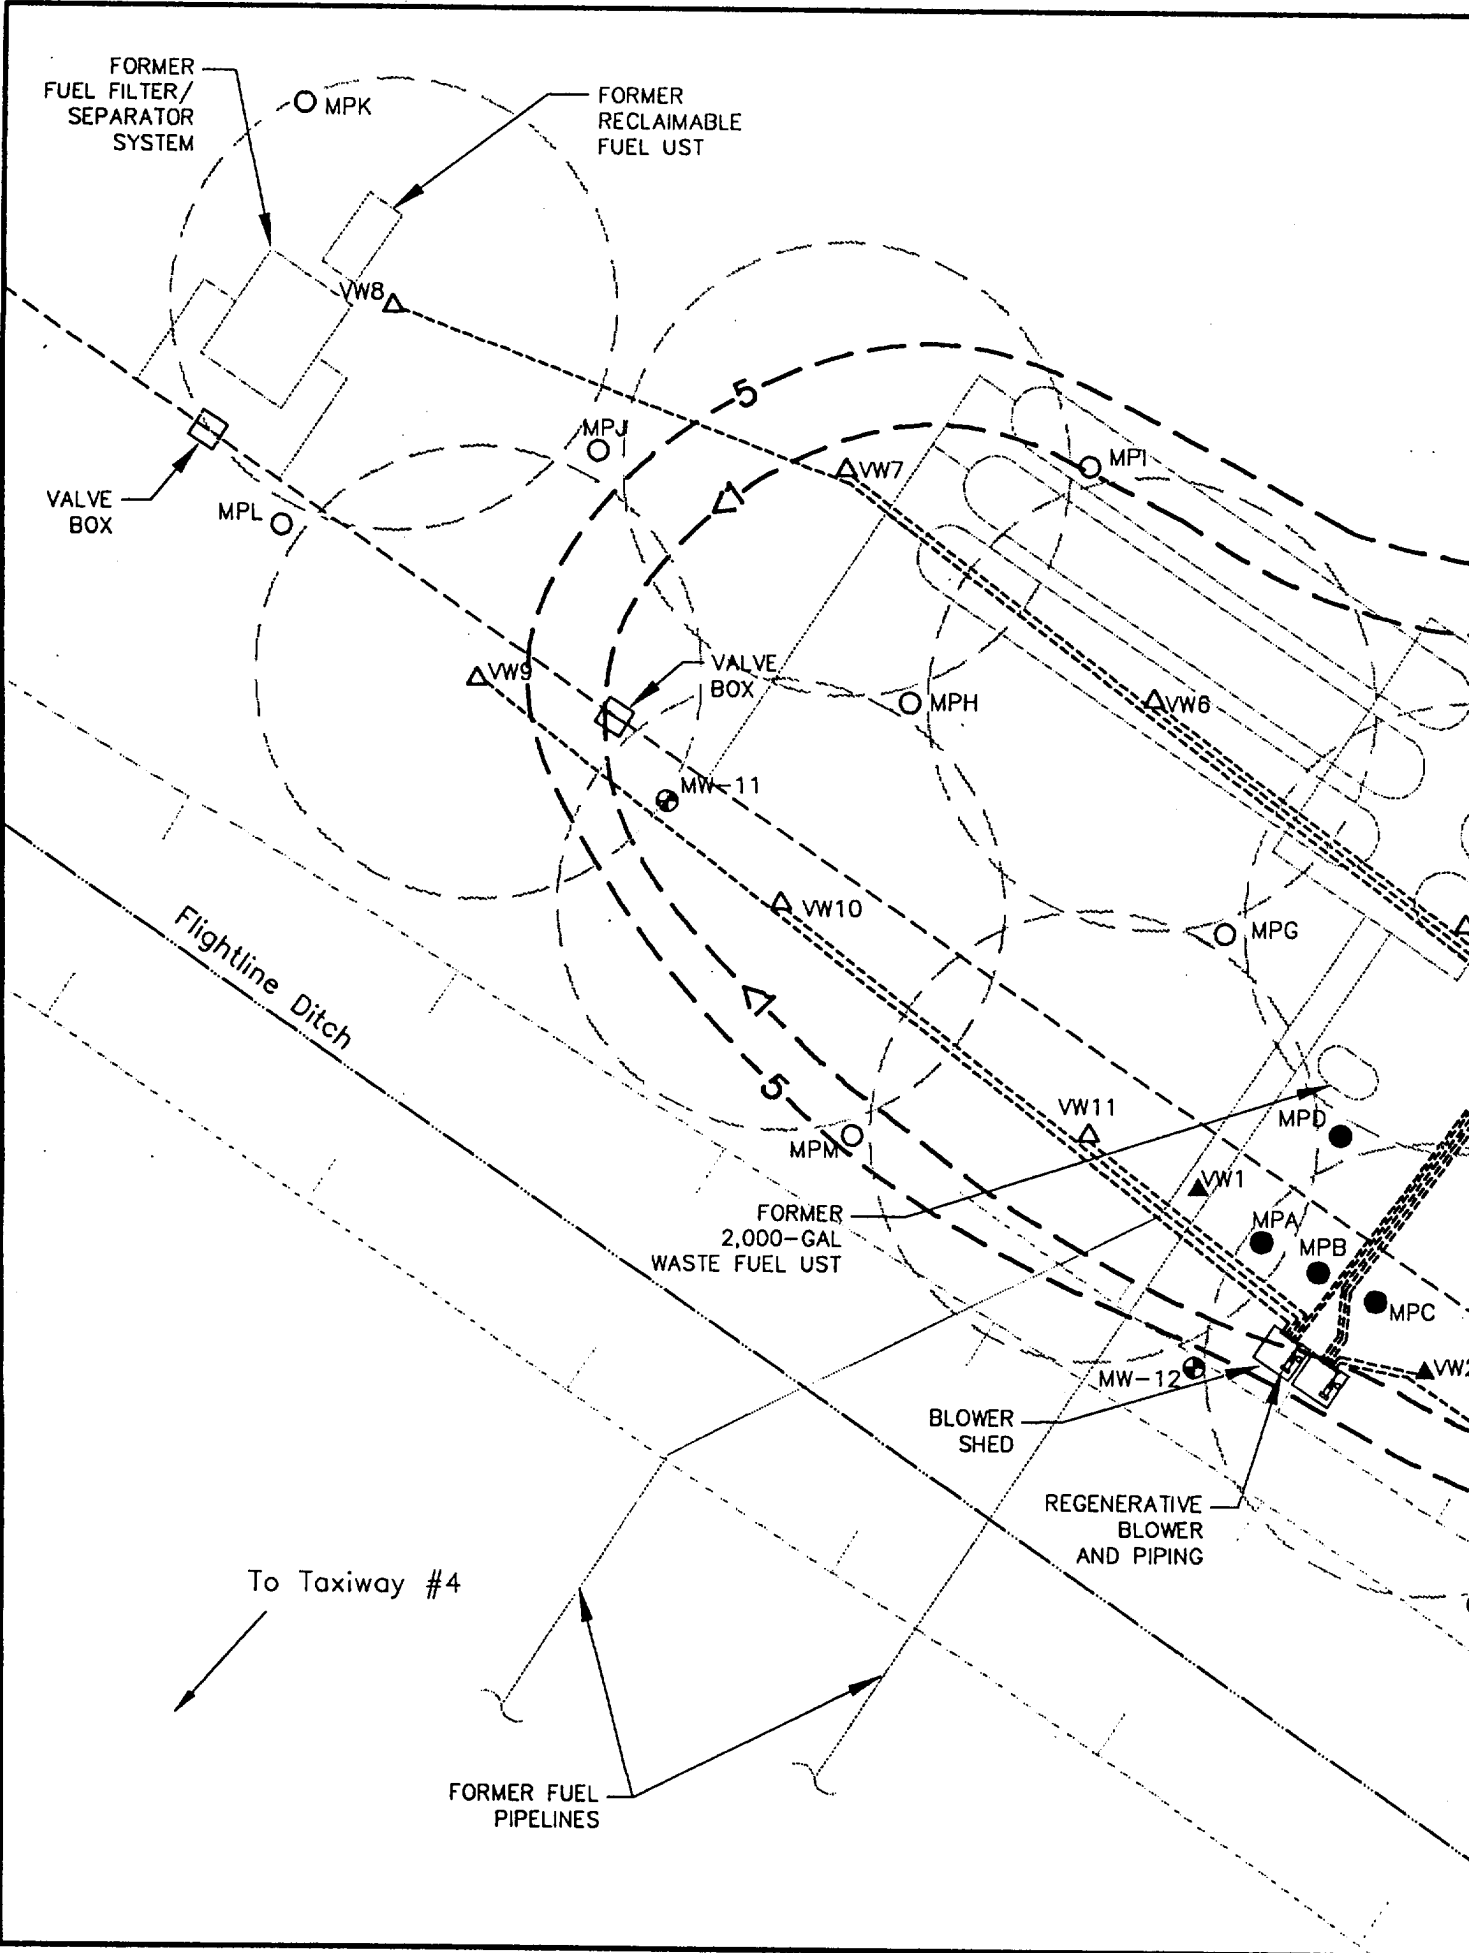 FORMER
FUEL FILTER/
SEPARATOR
SYSTEM
MPK
FORMER
RECLAIMABLE
FUEL UST
VW8
5
MPJ
VW7
MPI
VALVE
BOX
MPL
VW9
VALVE
BOX
MPH
VW6
MW-11
VW10
MPG
Flightline Ditch
5
VW11
MPD
MPM
VW1
FORMER
2,000-GAL
WASTE FUEL UST
MPA
MPB
MPC
MW-12
VW2
BLOWER
SHED
REGENERATIVE
BLOWER
AND PIPING
To Taxiway #4
FORMER FUEL
PIPELINES